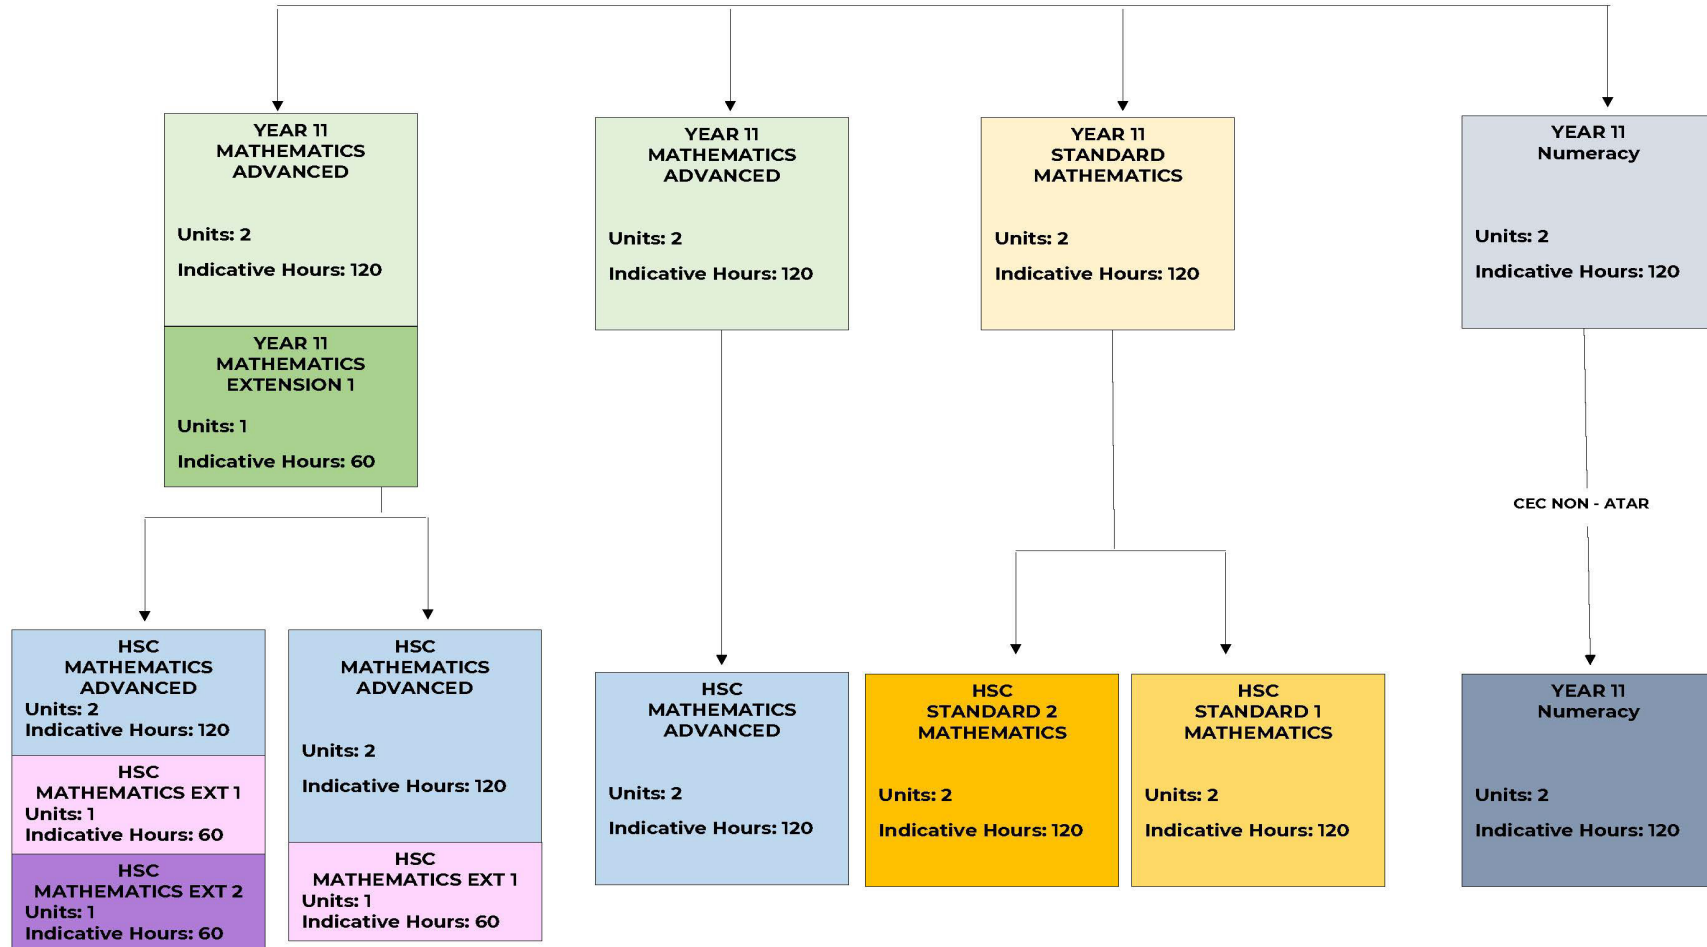 YEAR 11
MATHEMATICS
ADVANCED
Units: 2
Indicative Hours: 120
YEAR 11
MATHEMATICS
EXTENSION 1
Units: 1
Indicative Hours: 60
YEAR 11
MATHEMATICS
ADVANCED
Units: 2
Indicative Hours: 120
YEAR 11
STANDARD
MATHEMATICS
Units: 2
Indicative Hours: 120
YEAR 11
Numeracy
Units: 2
Indicative Hours: 120
CEC NON - ATAR
HSC
MATHEMATICS
ADVANCED
Units: 2
Indicative Hours: 120
HSC
MATHEMATICS EXT 1
Units: 1
Indicative Hours: 60
HSC
MATHEMATICS EXT 2
Units: 1
Indicative Hours: 60
HSC
MATHEMATICS
ADVANCED
Units: 2
Indicative Hours: 120
HSC
MATHEMATICS EXT 1
Units: 1
Indicative Hours: 60
HSC
MATHEMATICS
ADVANCED
Units: 2
Indicative Hours: 120
HSC
STANDARD 2
MATHEMATICS
Units: 2
Indicative Hours: 120
HSC
STANDARD 1
MATHEMATICS
Units: 2
Indicative Hours: 120
YEAR 11
Numeracy
Units: 2
Indicative Hours: 120